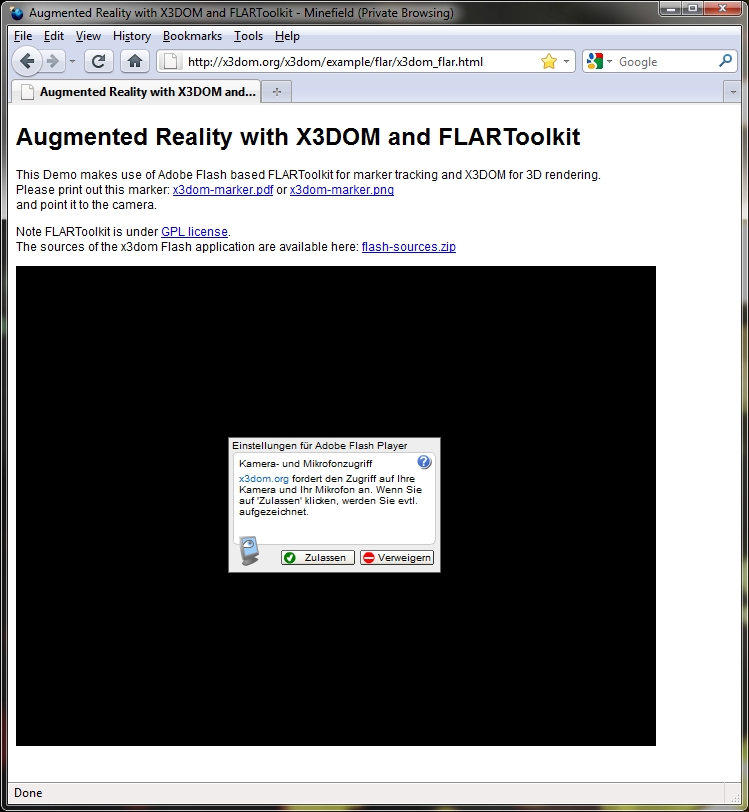 Augmented Reality with X3DOM and FLARToolkit - Minefield (Private Browsing)
File Edit View History Bookmarks Tools Help
http://x3dom.org/x3dom/example/flar/x3dom_flar.html
Google
Augmented Reality with X3DOM and...
Augmented Reality with X3DOM and FLARToolkit
This Demo makes use of Adobe Flash based FLARToolkit for marker tracking and X3DOM for 3D rendering.
Please print out this marker: x3dom-marker.pdf or x3dom-marker.png
and point it to the camera.
Note FLARToolkit is under GPL license.
The sources of the x3dom Flash application are available here: flash-sources.zip
Einstellungen für Adobe Flash Player
Kamera- und Mikrofonzugriff
x3dom.org fordert den Zugriff auf Ihre
Kamera und Ihr Mikrofon an. Wenn Sie
auf 'Zulassen' klicken, werden Sie evtl.
aufgezeichnet.
Zulassen Verweigern
Done